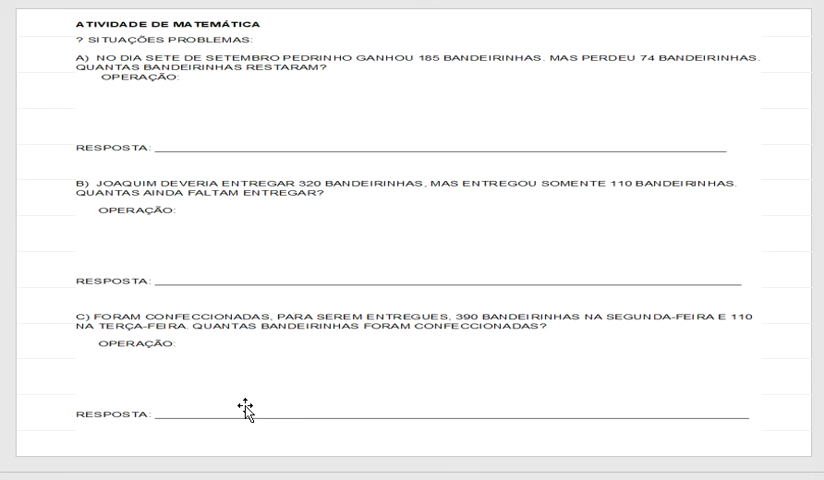 ATIVIDADE DE MATEMÁTICA
? SITUAÇÕES PROBLEMAS:
A) NO DIA SETE DE SETEMBRO PEDRINHO GANHOU 185 BANDEIRINHAS. MAS PERDEU 74 BANDEIRINHAS.
QUANTAS BANDEIRINHAS RESTARAM?
OPERAÇÃO:
RESPOSTA:
B) JOAQUIM DEVERIA ENTREGAR 320 BANDEIRINHAS, MAS ENTREGOU SOMENTE 110 BANDEIRINHAS.
QUANTAS AINDA FALTAM ENTREGAR?
OPERAÇÃO:
RESPOSTA:
C) FORAM CONFECCIONADAS, PARA SEREM ENTREGUES, 390 BANDEIRINHAS NA SEGUNDA-FEIRA E 110
NA TERÇA-FEIRA. QUANTAS BANDEIRINHAS FORAM CONFECCIONADAS?
OPERAÇÃO:
RESPOSTA: